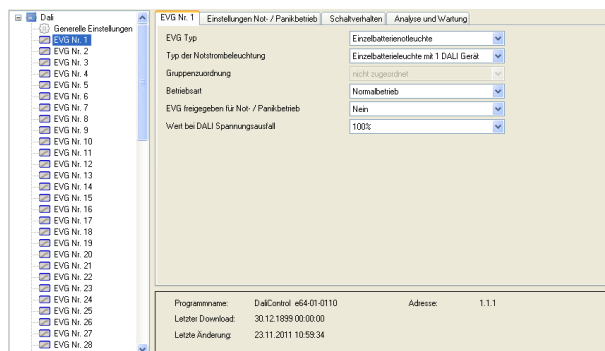 Dali
Generelle Einstellungen
EVG Nr. 1
EVG Nr. 2
EVG Nr. 3
EVG Nr. 4
EVG Nr. 5
EVG Nr. 6
EVG Nr. 7
EVG Nr. 8
EVG Nr. 9
EVG Nr. 10
EVG Nr. 11
EVG Nr. 12
EVG Nr. 13
EVG Nr. 14
EVG Nr. 15
EVG Nr. 16
EVG Nr. 17
EVG Nr. 18
EVG Nr. 19
EVG Nr. 20
EVG Nr. 21
EVG Nr. 22
EVG Nr. 23
EVG Nr. 24
EVG Nr. 25
EVG Nr. 26
EVG Nr. 27
EVG Nr. 28
EVG Nr. 1 Einstellungen Not- / Panikbetrieb Schaltverhalten Analyse und Wartung
EVG Typ Einzelbatterienotleuchte
Typ der Notstrombeleuchtung Einzelbatterieleuchte mit 1 DALI Gerät
Gruppenzuordnung nicht zugeordnet
Betriebsart Normalbetrieb
EVG freigegeben für Not- / Panikbetrieb Nein
Wert bei DALI Spannungsausfall 100%
Programmname: DaliControl e64-01-0110 Adresse: 1.1.1
Letzter Download: 30.12.1899 00:00:00
Letzte Änderung: 23.11.2011 10:59:34